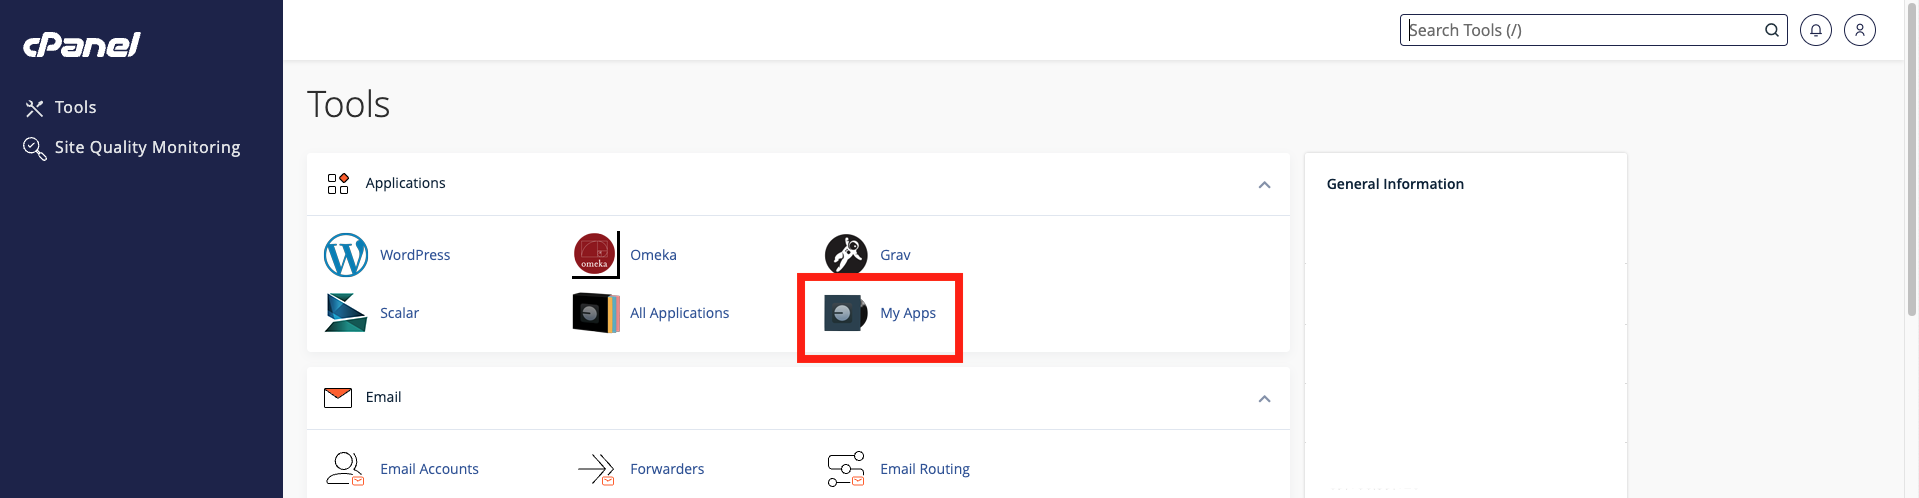 cPanel
Search Tools (/)
Tools
Site Quality Monitoring
Tools
Applications
WordPress
omeka
Omeka
Grav
Scalar
All Applications
My Apps
Email
Email Accounts
Forwarders
Email Routing
General Information